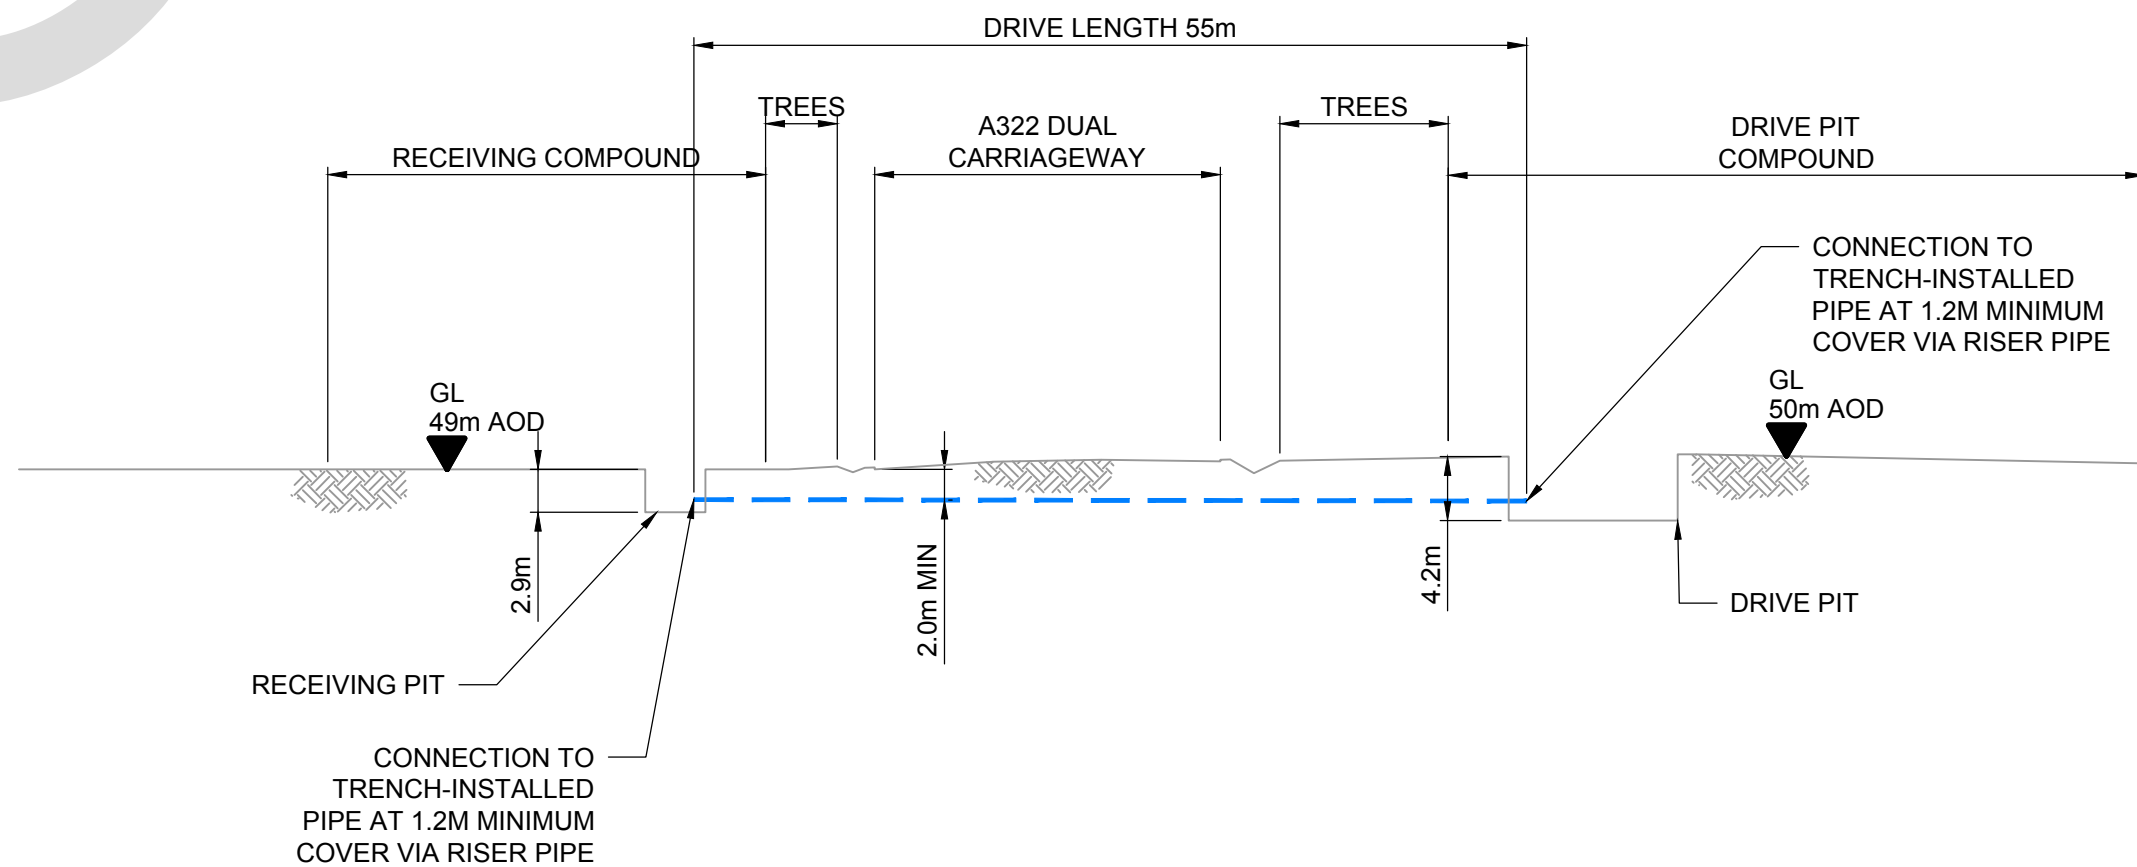 DRIVE LENGTH 55m
TREES
TREES
A322 DUAL
CARRIAGEWAY
DRIVE PIT
COMPOUND
RECEIVING COMPOUND
CONNECTION TO
TRENCH-INSTALLED
PIPE AT 1.2M MINIMUM
COVER VIA RISER PIPE
GL
49m AOD
GL
50m AOD
2.9m
2.0m MIN
4.2m
DRIVE PIT
RECEIVING PIT
CONNECTION TO
TRENCH-INSTALLED
PIPE AT 1.2M MINIMUM
COVER VIA RISER PIPE